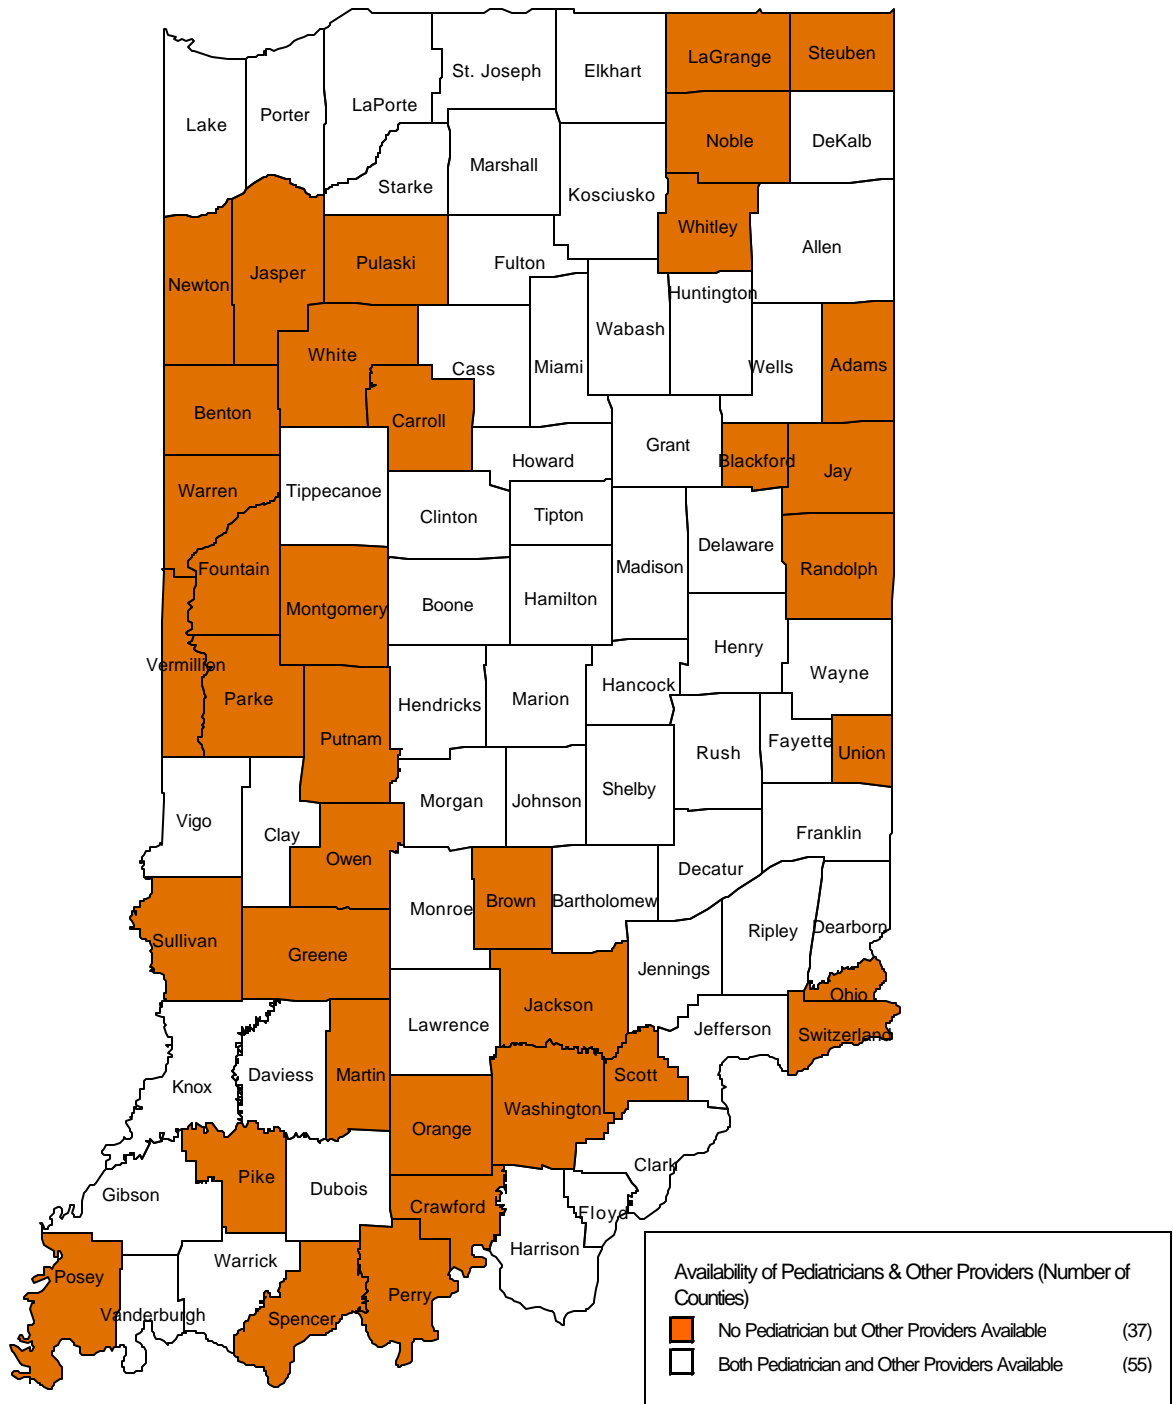 St. Joseph
Elkhart
LaGrange
Steuben
Lake
Porter
LaPorte
Noble
DeKalb
Marshall
Starke
Kosciusko
Whitley
Allen
Newton
Jasper
Pulaski
Fulton
Huntington
White
Wabash
Cass
Miami
Wells
Adams
Benton
Carroll
Grant
Howard
Blackford
Jay
Warren
Tippecanoe
Clinton
Tipton
Delaware
Fountain
Madison
Randolph
Montgomery
Boone
Hamilton
Henry
Vermillion
Wayne
Parke
Hendricks
Marion
Hancock
Putnam
Rush
Fayette
Union
Vigo
Clay
Morgan
Johnson
Shelby
Franklin
Owen
Decatur
Monroe
Brown
Bartholomew
Sullivan
Greene
Ripley
Dearborn
Jennings
Jackson
Ohio
Lawrence
Jefferson
Switzerland
Knox
Daviess
Martin
Scott
Washington
Orange
Clark
Pike
Dubois
Gibson
Crawford
Floyd
Harrison
Warrick
Posey
Perry
Vanderburgh
Spencer
Availability of Pediatricians & Other Providers (Number of
Counties)
No Pediatrician but Other Providers Available (37)
Both Pediatrician and Other Providers Available (55)